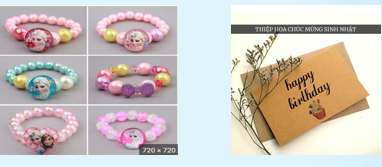 THIỆP HOA CHÚC MỪNG SINH NHẬT
happy
birthday
720 × 720